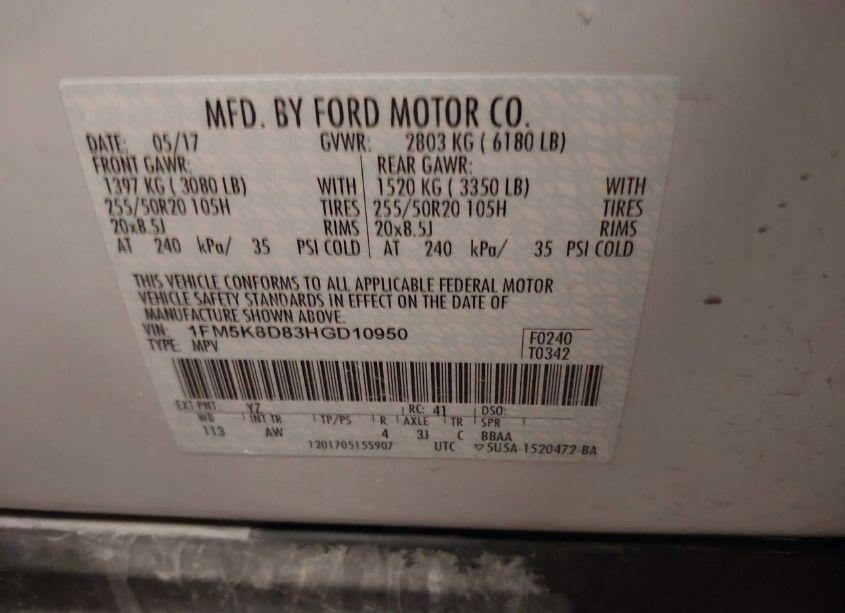 MFD. BY FORD MOTOR CO.
DATE: 05/17 GVWR: 2803 KG ( 6180 LB)
FRONT GAWR: REAR GAWR:
1397 KG ( 3080 LB) WITH 1520 KG ( 3350 LB) WITH
255/50R20 105H TIRES 255/50R20 105H TIRES
20x8.5J RIMS 20x8.5J RIMS
AT 240 kPa/ 35 PSI COLD AT 240 kPa/ 35 PSI COLD
THIS VEHICLE CONFORMS TO ALL APPLICABLE FEDERAL MOTOR
VEHICLE SAFETY STANDARDS IN EFFECT ON THE DATE OF
MANUFACTURE SHOWN ABOVE.
VIN: 1FM5K8D83HGD10950 F0240
TYPE: MPV T0342
EXT PNT: YZ RC: 41 DSO:
WB INT TR TP/PS R AXLE TR SPR
113 AW 4 3J C BBAA
1201705155907 UTC ▽5U5A-1520472-BA